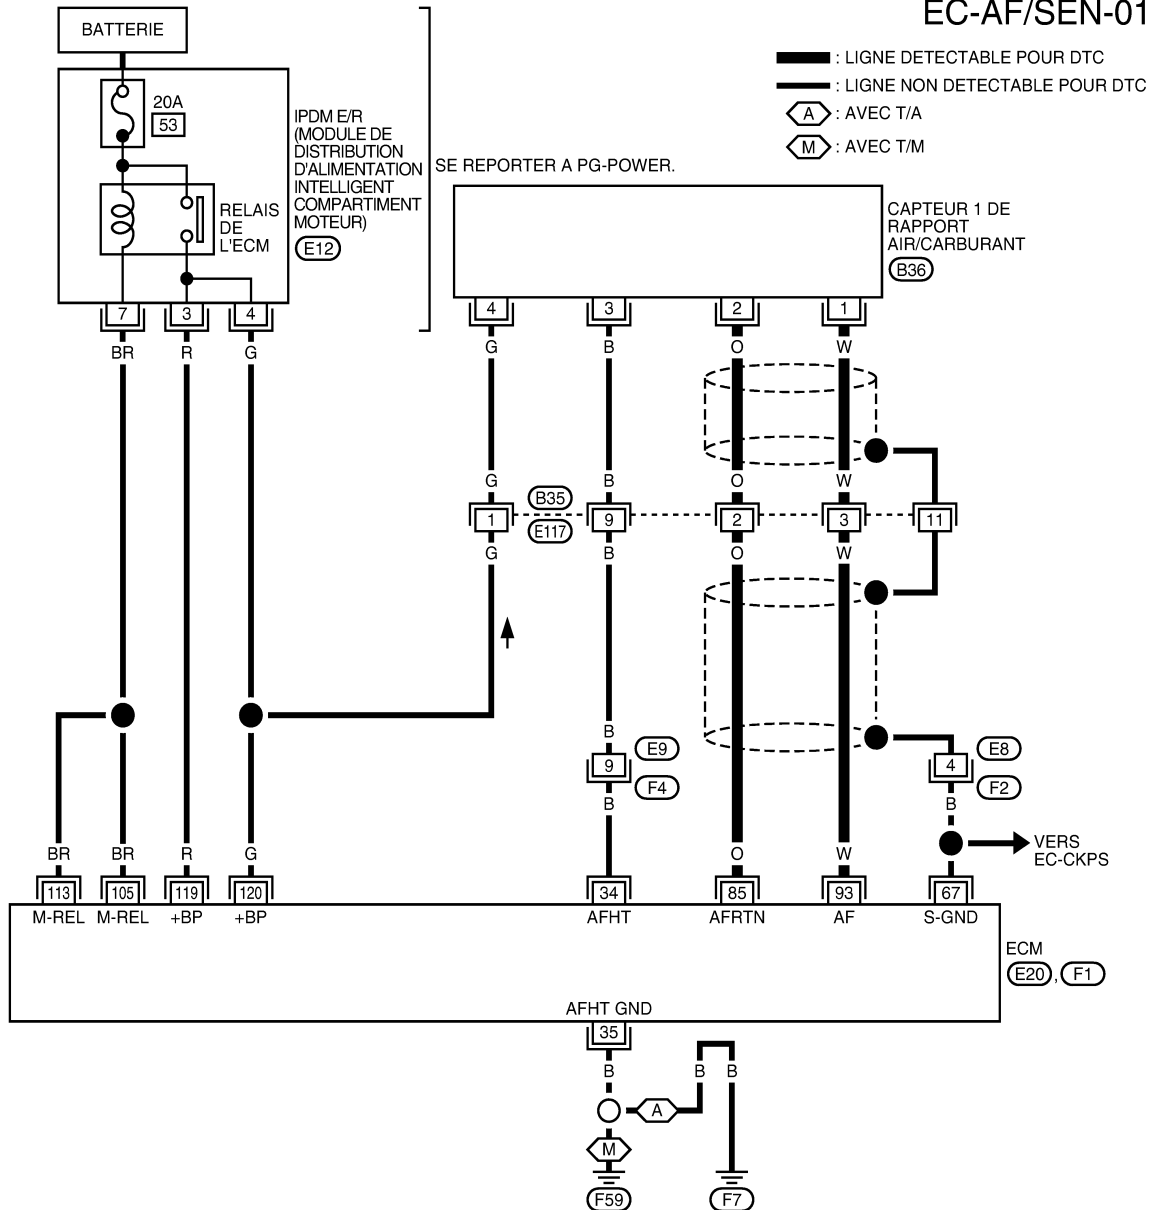 EC-AF/SEN-01
BATTERIE
: LIGNE DETECTABLE POUR DTC
: LIGNE NON DETECTABLE POUR DTC
A : AVEC T/A
M : AVEC T/M
20A
53
IPDM E/R
(MODULE DE
DISTRIBUTION
D'ALIMENTATION
INTELLIGENT
COMPARTIMENT
MOTEUR)
E12
SE REPORTER A PG-POWER.
RELAIS
DE
L'ECM
CAPTEUR 1 DE
RAPPORT
AIR/CARBURANT
B36
7 3 4
4 3 2 1
BR R G
G B O W
G B O W
B35
1 9 2 3 11
E117
G B O W
B
E9
9
F4
B
E8
4
F2
B
VERS
EC-CKPS
BR BR R G O W
113 105 119 120 34 85 93 67
M-REL M-REL +BP +BP AFHT AFRTN AF S-GND
ECM
E20 , F1
AFHT GND
35
B B B
A
M
F59 F7